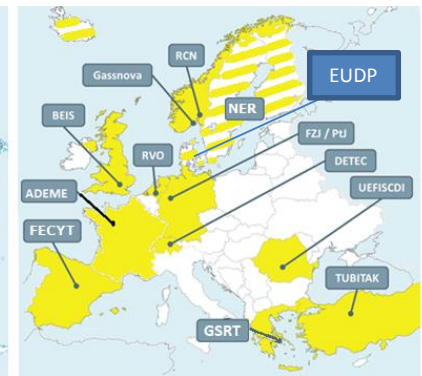 RCN
Gassnova
EUDP
BEIS
NER
RVO
FZJ / PtJ
DETEC
ADEME
UEFISCDI
FECYT
TUBITAK
GSRT